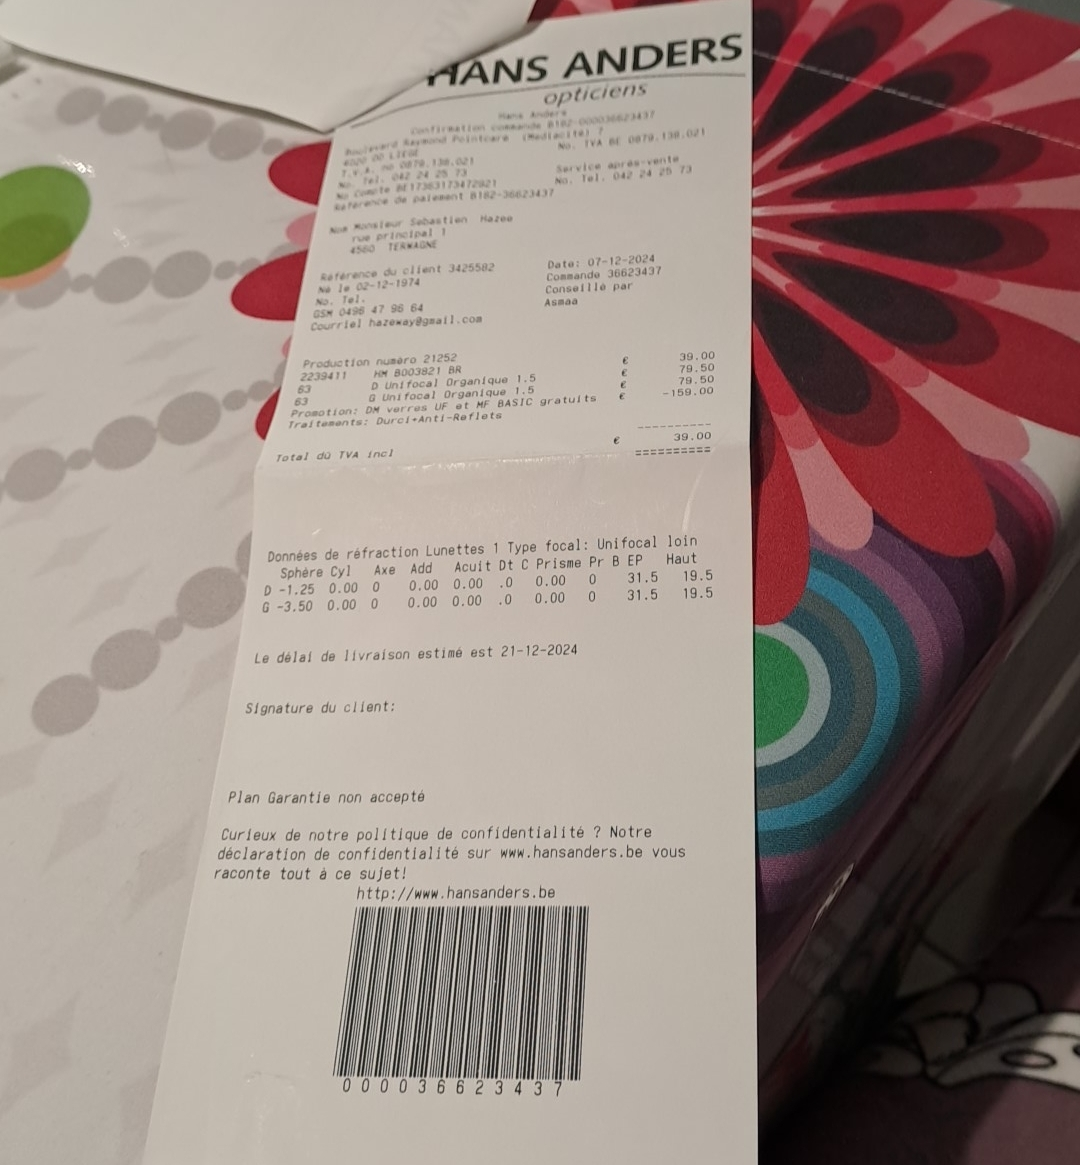 HANS ANDERS
opticiens
Hans Anders
Confirmation commande B182-000036623437
Boulevard Raymond Pointcare (Mediacité) 7
4020 00 LIEGE No. TVA BE 0879.138.021
T.V.A. no 0879.138.021
No. Tel. 042 24 25 73 Service après-vente
No Compte BE17363173472921 No. Tel. 042 24 25 73
Référence de paiement B182-36623437
Nom Monsieur Sebastien Hazee
rue principal 1
4560 TERWAGNE
Référence du client 3425582 Date: 07-12-2024
Né le 02-12-1974 Commande 36623437
No. Tel. Conseillé par
GSM 0496 47 96 64 Asmaa
Courriel hazeway@gmail.com
Production numéro 21252
2239411 HM B003821 BR € 39.00
63 D Unifocal Organique 1.5 € 79.50
63 G Unifocal Organique 1.5 € 79.50
Promotion: DM verres UF et MF BASIC gratuits € -159.00
Traitements: Durci+Anti-Reflets
----------
Total dû TVA incl € 39.00
==========
Données de réfraction Lunettes 1 Type focal: Unifocal loin
Sphère Cyl Axe Add Acuit Dt C Prisme Pr B EP Haut
D -1.25 0.00 0 0.00 0.00 .0 0.00 0 31.5 19.5
G -3.50 0.00 0 0.00 0.00 .0 0.00 0 31.5 19.5
Le délai de livraison estimé est 21-12-2024
Signature du client:
Plan Garantie non accepté
Curieux de notre politique de confidentialité ? Notre
déclaration de confidentialité sur www.hansanders.be vous
raconte tout à ce sujet!
http://www.hansanders.be
000036623437